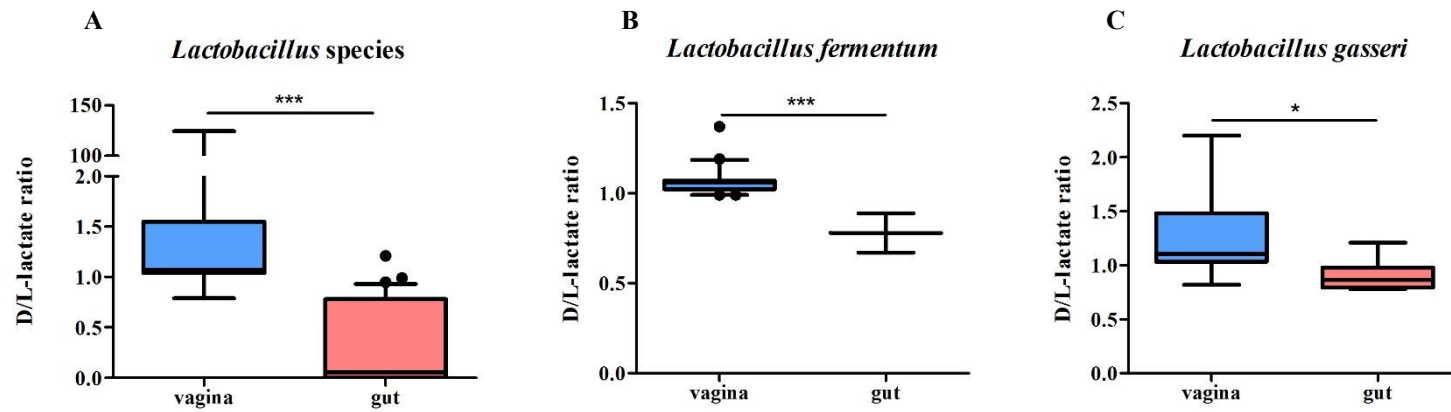 A
Lactobacillus species
D/L-lactate ratio
150
100
2.0
1.5
1.0
0.5
0.0
***
vagina
gut
B
Lactobacillus fermentum
D/L-lactate ratio
1.5
1.0
0.5
0.0
***
vagina
gut
C
Lactobacillus gasseri
D/L-lactate ratio
2.5
2.0
1.5
1.0
0.5
0.0
*
vagina
gut